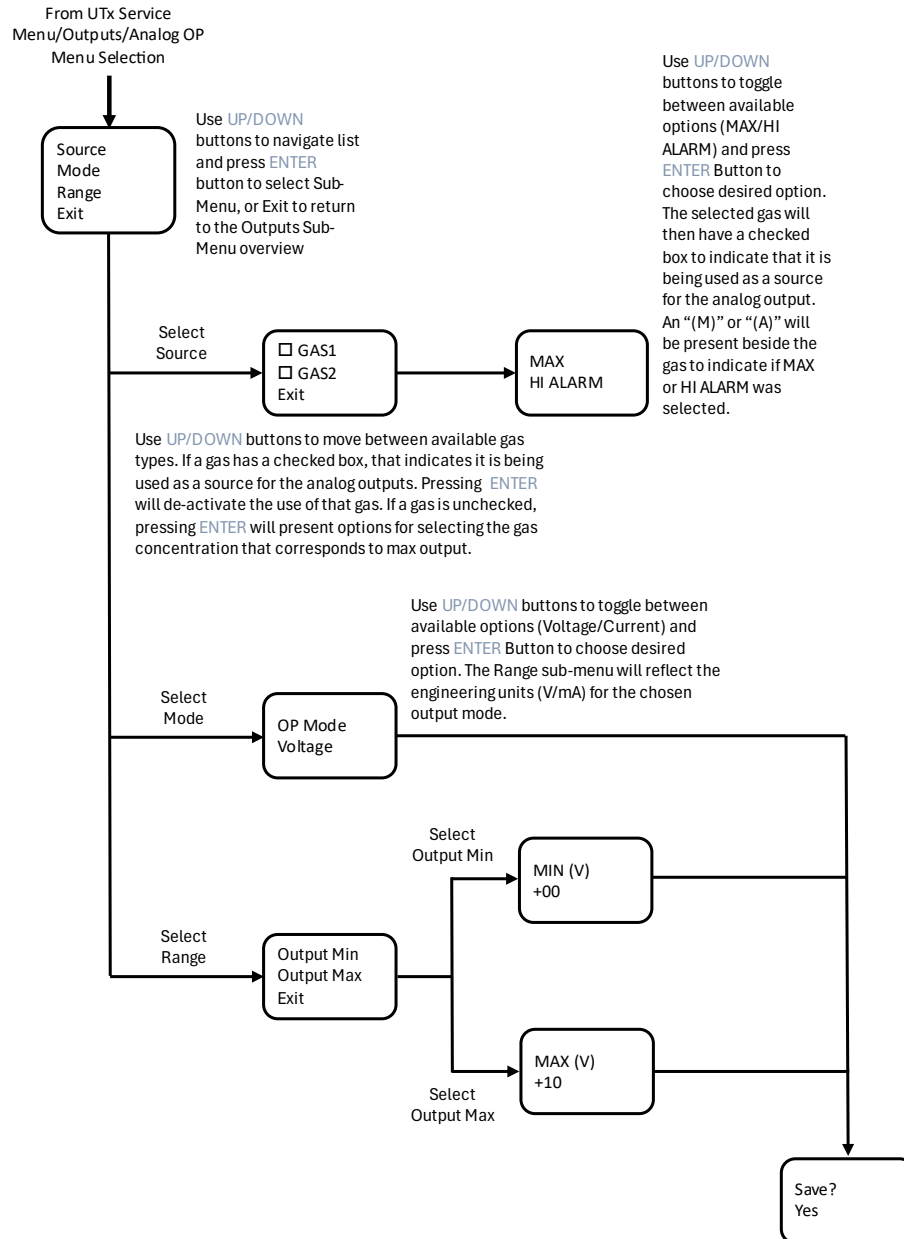 From UTx Service
Menu/Outputs/Analog OP
Menu Selection
Source
Mode
Range
Exit
Use UP/DOWN
buttons to navigate list
and press ENTER
button to select Sub-
Menu, or Exit to return
to the Outputs Sub-
Menu overview
Use UP/DOWN
buttons to toggle
between available
options (MAX/HI
ALARM) and press
ENTER Button to
choose desired option.
The selected gas will
then have a checked
box to indicate that it is
being used as a source
for the analog output.
An “(M)” or “(A)” will
be present beside the
gas to indicate if MAX
or HI ALARM was
selected.
Select
Source
☐ GAS1
☐ GAS2
Exit
MAX
HI ALARM
Use UP/DOWN buttons to move between available gas
types. If a gas has a checked box, that indicates it is being
used as a source for the analog outputs. Pressing ENTER
will de-activate the use of that gas. If a gas is unchecked,
pressing ENTER will present options for selecting the gas
concentration that corresponds to max output.
Use UP/DOWN buttons to toggle between
available options (Voltage/Current) and
press ENTER Button to choose desired
option. The Range sub-menu will reflect the
engineering units (V/mA) for the chosen
output mode.
Select
Mode
OP Mode
Voltage
Select
Output Min
MIN (V)
+00
Select
Range
Output Min
Output Max
Exit
MAX (V)
+10
Select
Output Max
Save?
Yes